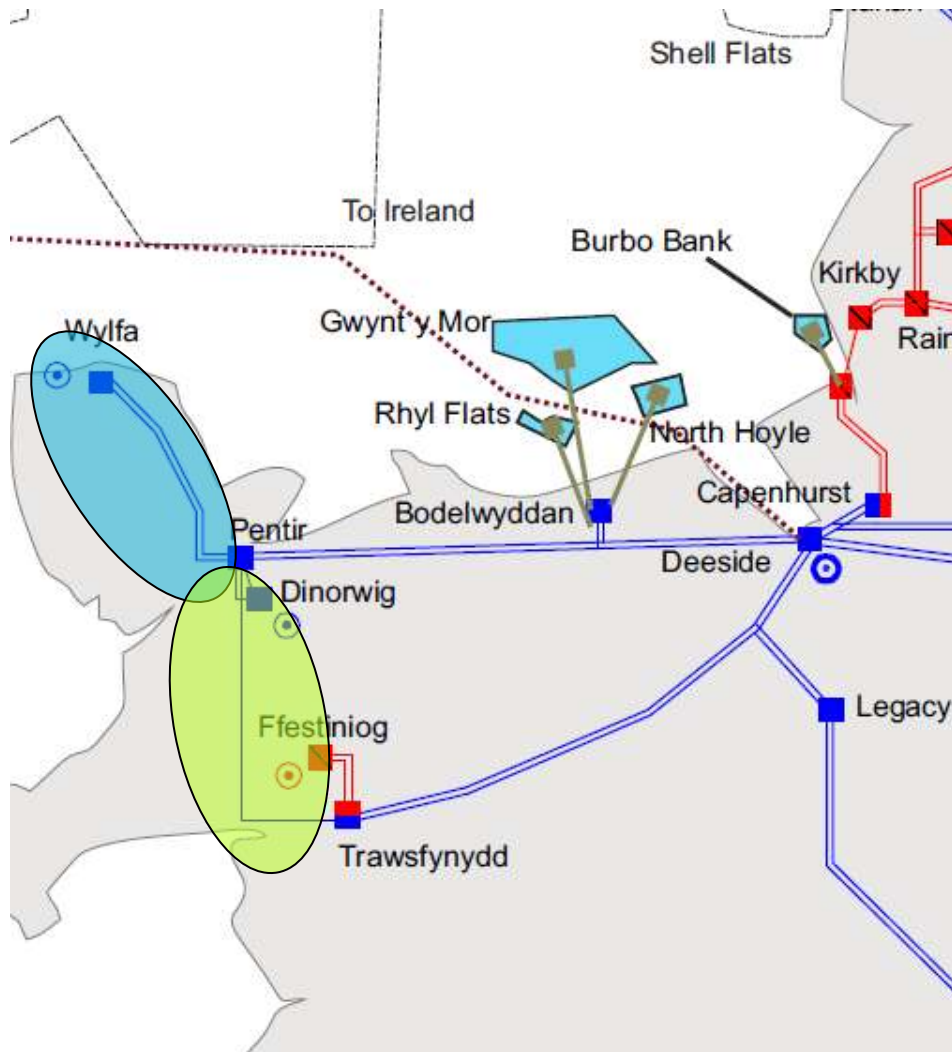 Shell Flats
To Ireland
Burbo Bank
Kirkby
Gwynt y Mor
Wylfa
Rain
Rhyl Flats
North Hoyle
Capenhurst
Bodelwyddan
Pentir
Deeside
Dinorwig
Legacy
Ffestiniog
Trawsfynydd